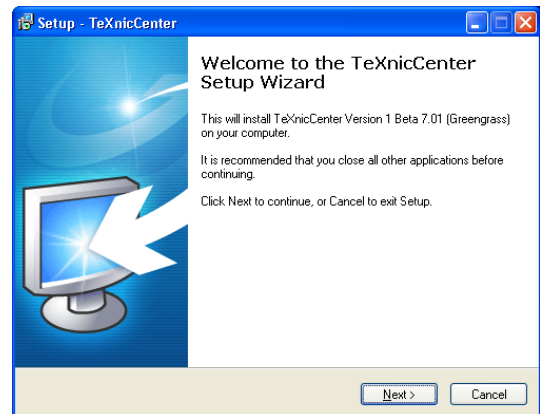 Setup - TeXnicCenter
Welcome to the TeXnicCenter
Setup Wizard
This will install TeXnicCenter Version 1 Beta 7.01 (Greengrass)
on your computer.
It is recommended that you close all other applications before
continuing.
Click Next to continue, or Cancel to exit Setup.
Next >
Cancel